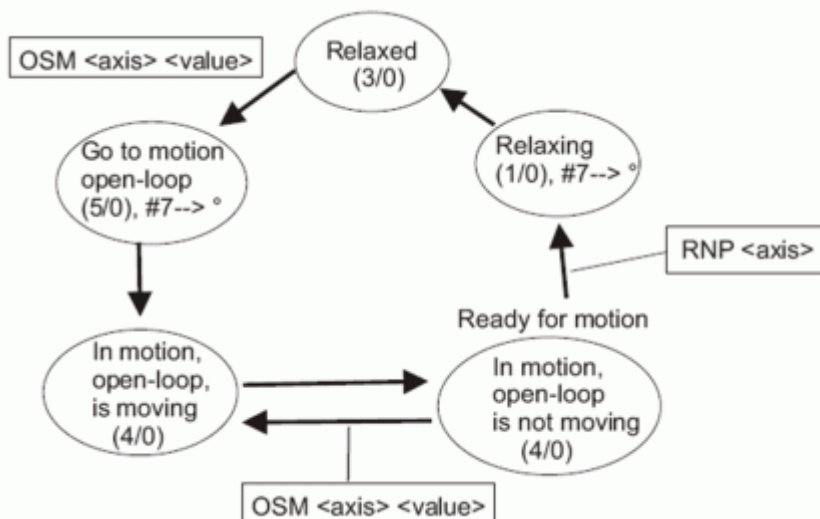 OSM <axis> <value>
Relaxed
(3/0)
Go to motion
open-loop
(5/0), #7--> °
Relaxing
(1/0), #7--> °
RNP <axis>
Ready for motion
In motion,
open-loop,
is moving
(4/0)
In motion,
open-loop
is not moving
(4/0)
OSM <axis> <value>